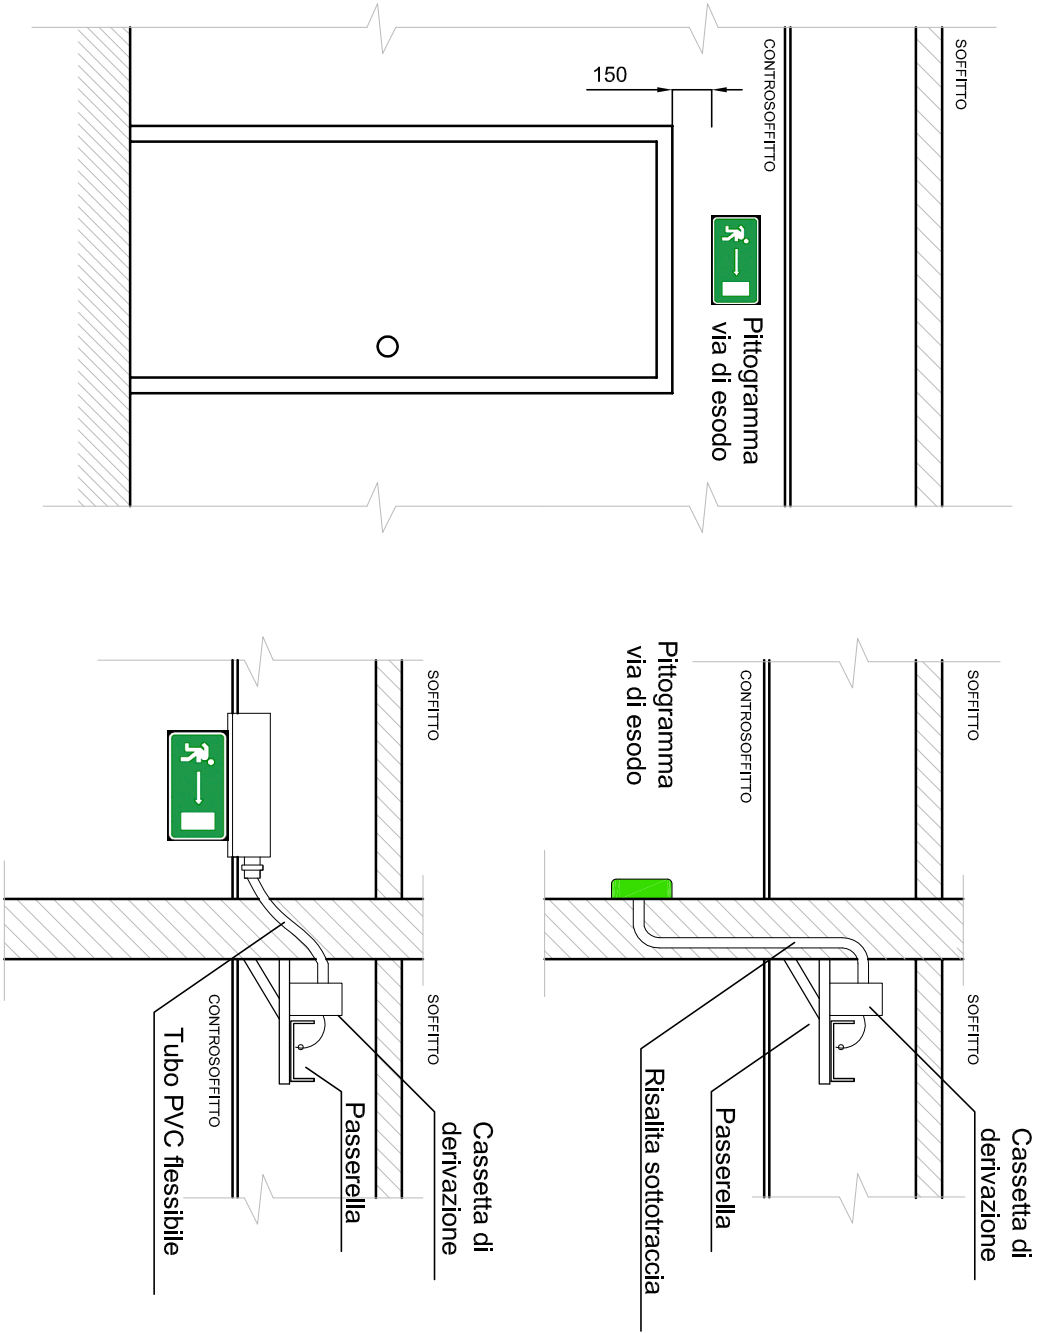 SOFFITTO
CONTROSOFFITTO
150
Pittogramma
via di esodo
SOFFITTO
CONTROSOFFITTO
Pittogramma
via di esodo
SOFFITTO
Cassetta di
derivazione
Passerella
Risalita sottotraccia
SOFFITTO
SOFFITTO
CONTROSOFFITTO
Cassetta di
derivazione
Passerella
Tubo PVC flessibile